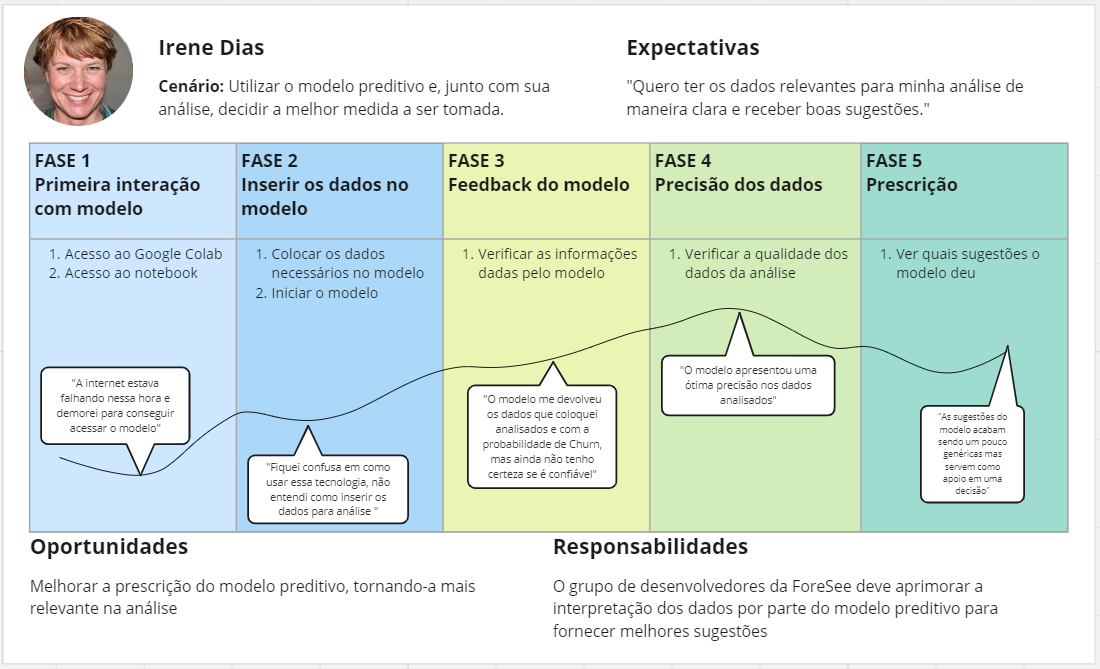 Irene Dias
Cenário: Utilizar o modelo preditivo e, junto com sua
análise, decidir a melhor medida a ser tomada.
Expectativas
"Quero ter os dados relevantes para minha análise de
maneira clara e receber boas sugestões."
FASE 1
Primeira interação
com modelo
1. Acesso ao Google Colab
2. Acesso ao notebook
"A internet estava
falhando nessa hora e
demorei para conseguir
acessar o modelo"
FASE 2
Inserir os dados no
modelo
1. Colocar os dados
necessários no modelo
2. Iniciar o modelo
"Fiquei confusa em como
usar essa tecnologia, não
entendi como inserir os
dados para análise "
FASE 3
Feedback do modelo
1. Verificar as informações
dadas pelo modelo
"O modelo me devolveu
os dados que coloquei
analisados e com a
probabilidade de Churn,
mas ainda não tenho
certeza se é confiável"
FASE 4
Precisão dos dados
1. Verificar a qualidade dos
dados da análise
"O modelo apresentou uma
ótima precisão nos dados
analisados"
FASE 5
Prescrição
1. Ver quais sugestões o
modelo deu
"As sugestões do
modelo acabam
sendo um pouco
genéricas mas
servem como
apoio em uma
decisão"
Oportunidades
Melhorar a prescrição do modelo preditivo, tornando-a mais
relevante na análise
Responsabilidades
O grupo de desenvolvedores da ForeSee deve aprimorar a
interpretação dos dados por parte do modelo preditivo para
fornecer melhores sugestões